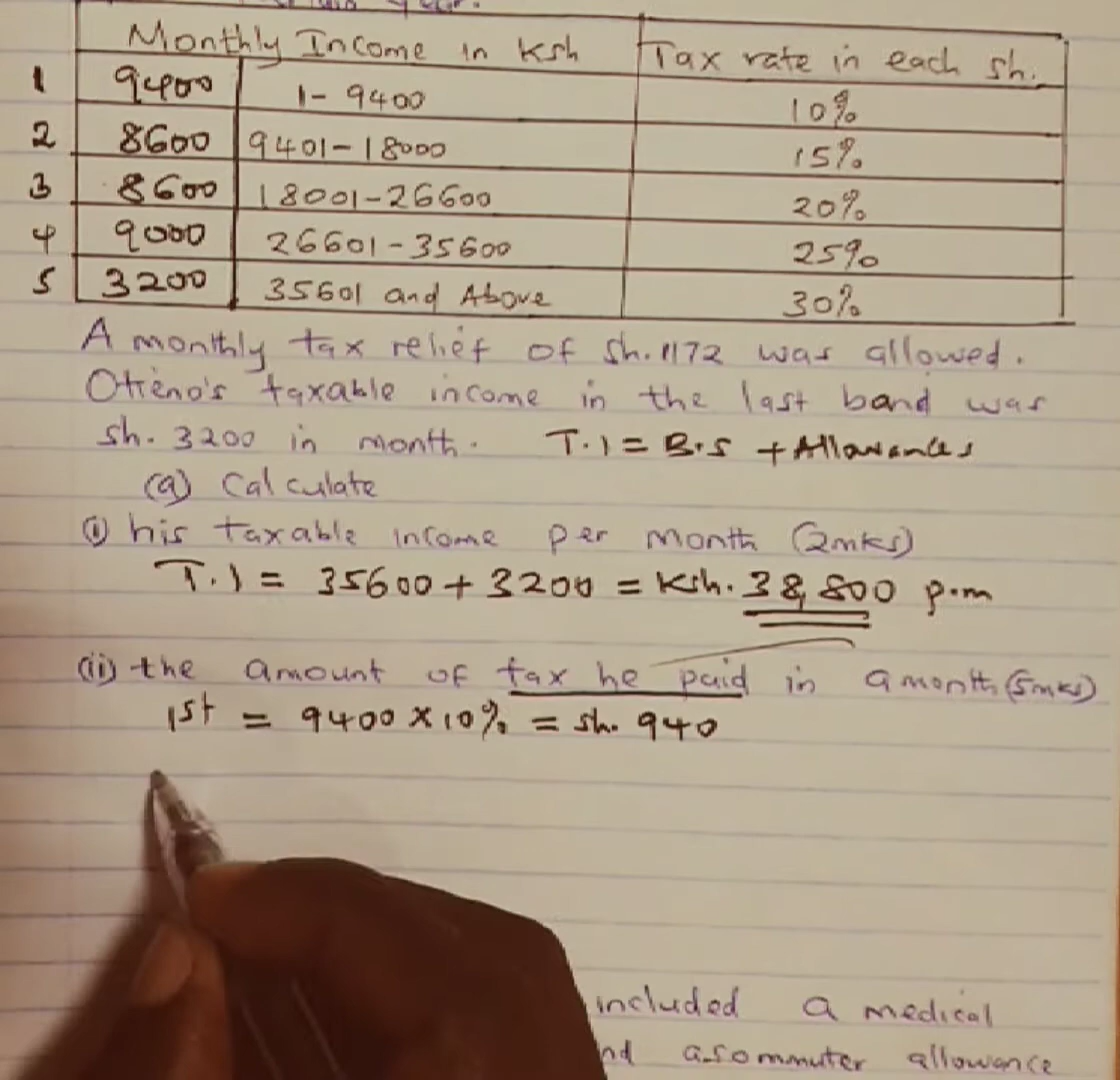 Monthly Income in Ksh Tax rate in each sh.
1 9400 1-9400 10%
2 8600 9401-18000 15%
3 8600 18001-26600 20%
4 9000 26601-35600 25%
5 3200 35601 and Above 30%
A monthly tax relief of sh.1172 was allowed.
Otieno's taxable income in the last band was
sh. 3200 in month. T.I = B.S + Allowances
(a) Calculate
(i) his taxable income per month (2mks)
T.I = 35600 + 3200 = Ksh. 38,800 p.m
(ii) the amount of tax he paid in a month (5mks)
1st = 9400 × 10% = sh. 940
included a medical
nd a commuter allowance